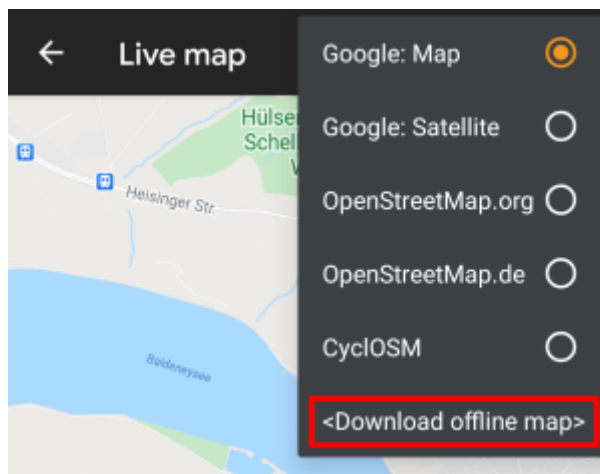 Live map
Google: Map
Google: Satellite
OpenStreetMap.org
OpenStreetMap.de
CyclOSM
<Download offline map>
Hülse
Schel
Heisinger Str.
Baldeneysee